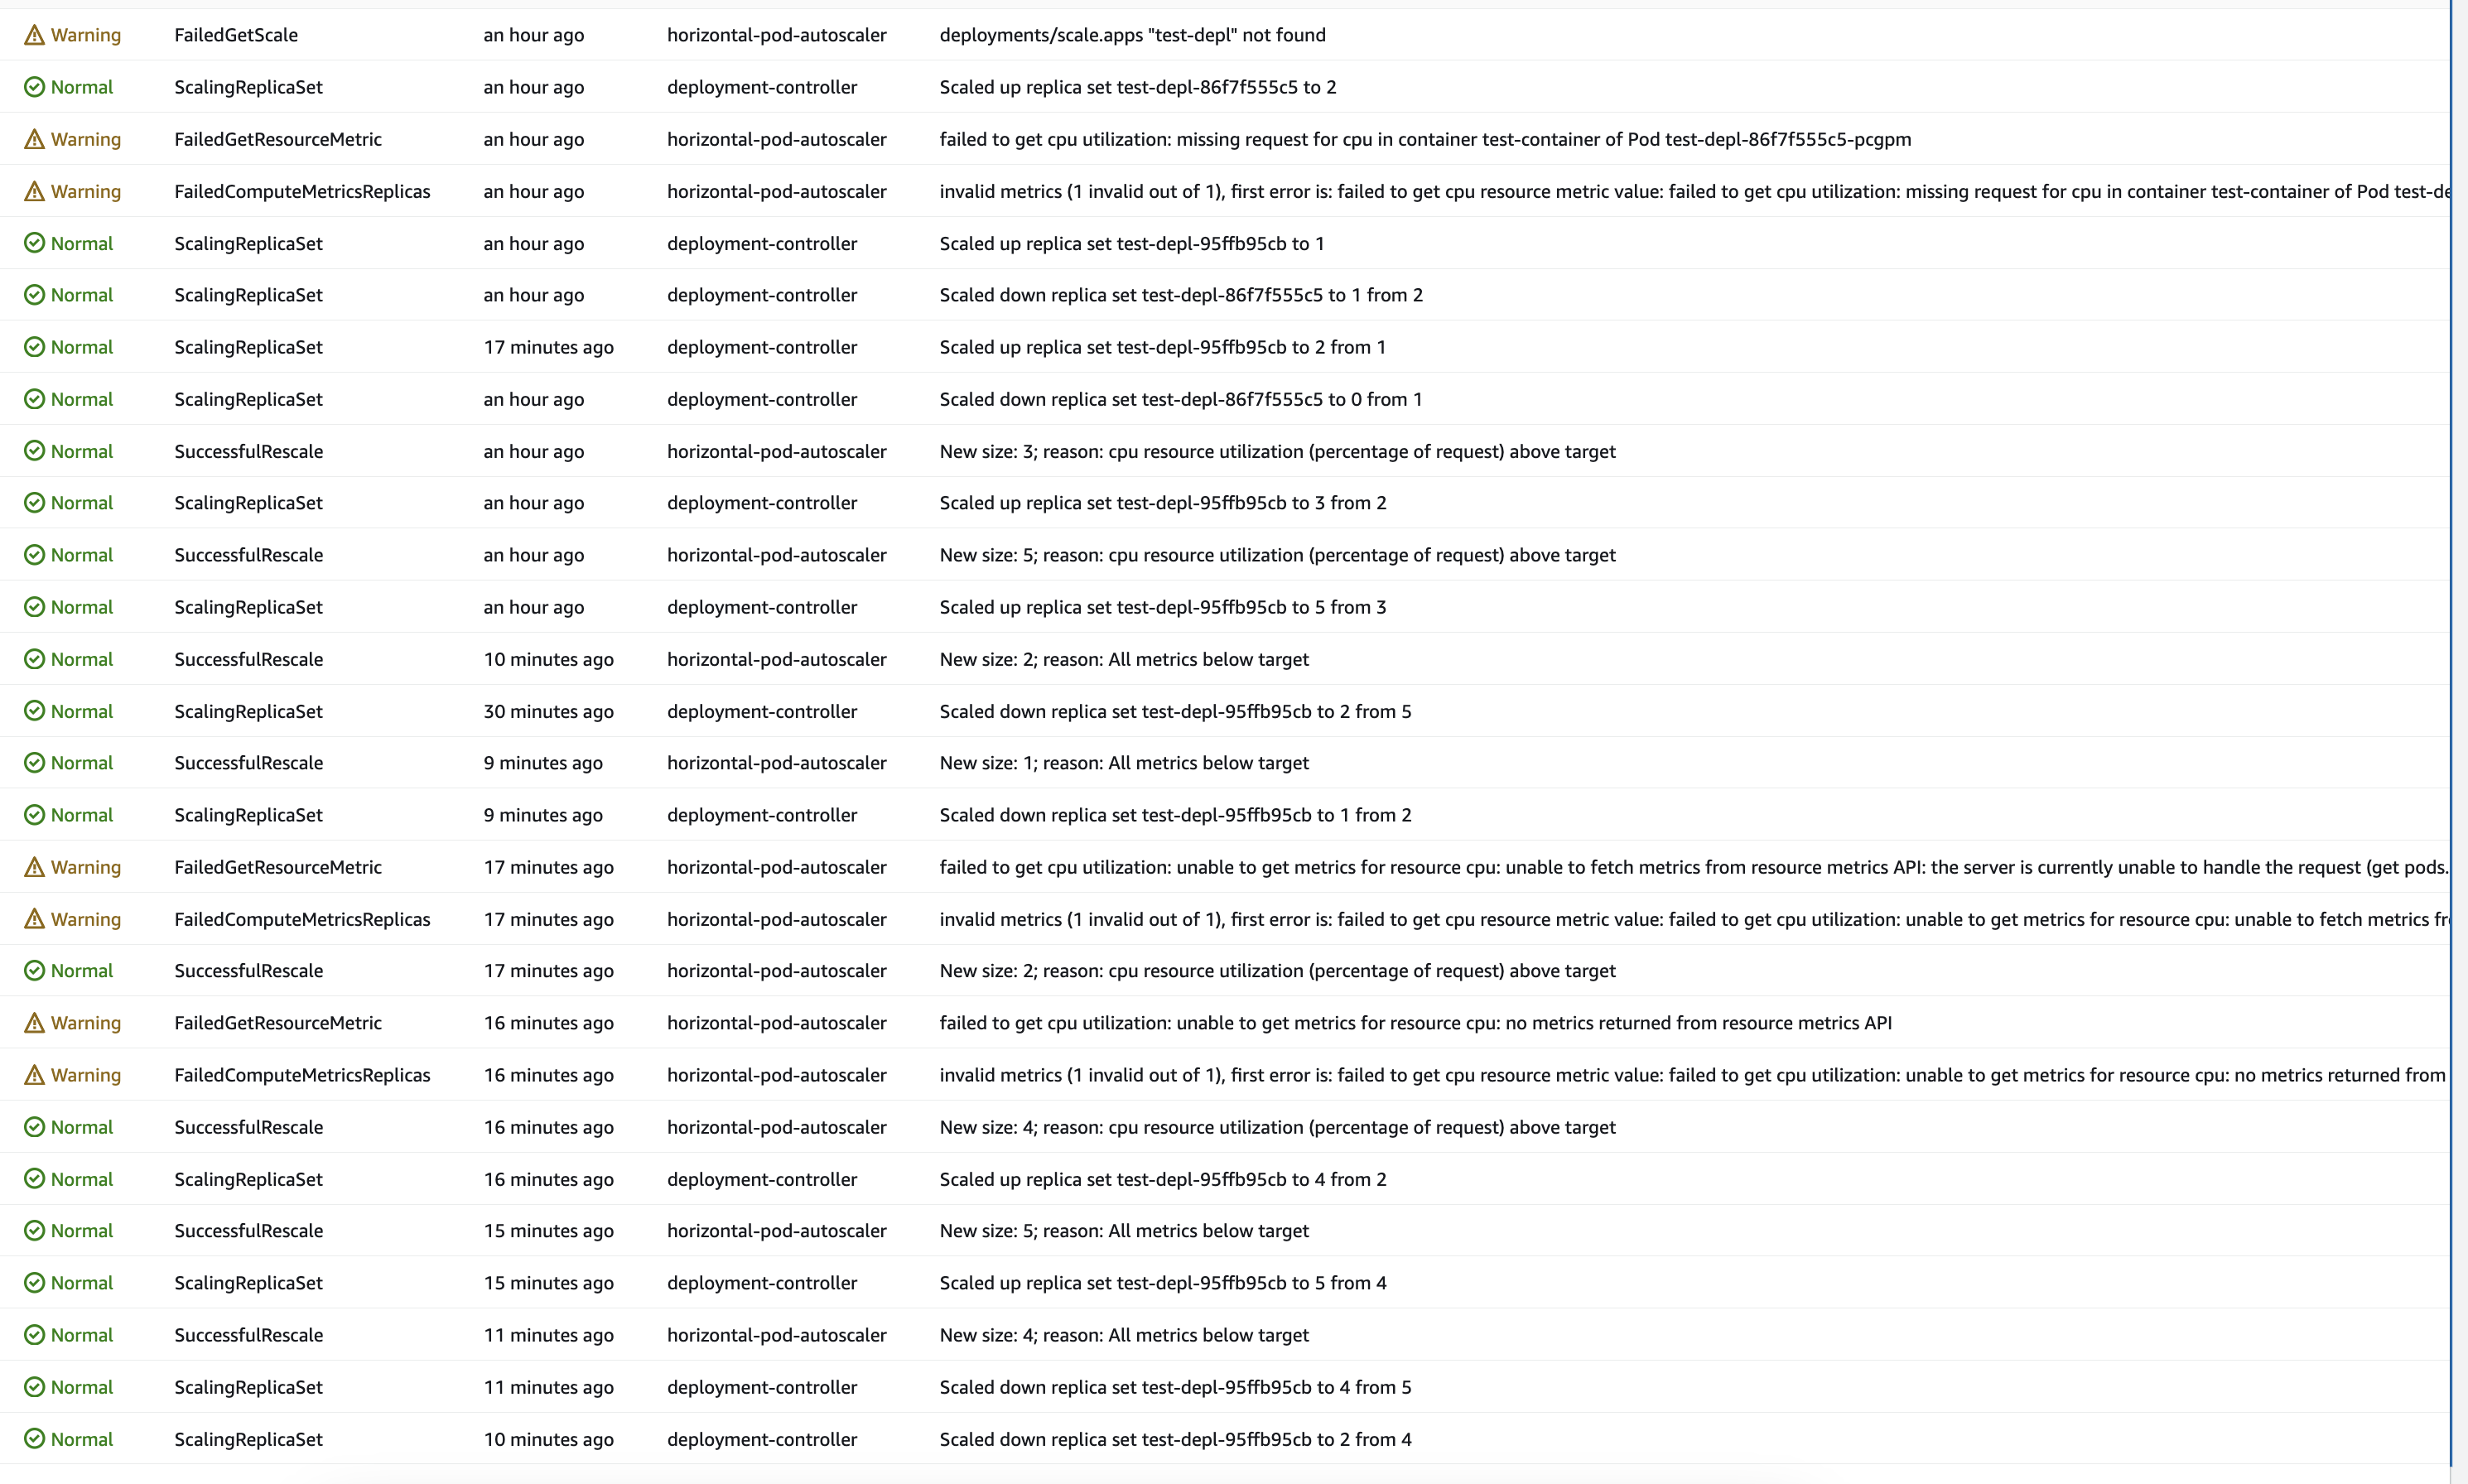 Warning FailedGetScale an hour ago horizontal-pod-autoscaler deployments/scale.apps "test-depl" not found
Normal ScalingReplicaSet an hour ago deployment-controller Scaled up replica set test-depl-86f7f555c5 to 2
Warning FailedGetResourceMetric an hour ago horizontal-pod-autoscaler failed to get cpu utilization: missing request for cpu in container test-container of Pod test-depl-86f7f555c5-pcgpm
Warning FailedComputeMetricsReplicas an hour ago horizontal-pod-autoscaler invalid metrics (1 invalid out of 1), first error is: failed to get cpu resource metric value: failed to get cpu utilization: missing request for cpu in container test-container of Pod test-de
Normal ScalingReplicaSet an hour ago deployment-controller Scaled up replica set test-depl-95ffb95cb to 1
Normal ScalingReplicaSet an hour ago deployment-controller Scaled down replica set test-depl-86f7f555c5 to 1 from 2
Normal ScalingReplicaSet 17 minutes ago deployment-controller Scaled up replica set test-depl-95ffb95cb to 2 from 1
Normal ScalingReplicaSet an hour ago deployment-controller Scaled down replica set test-depl-86f7f555c5 to 0 from 1
Normal SuccessfulRescale an hour ago horizontal-pod-autoscaler New size: 3; reason: cpu resource utilization (percentage of request) above target
Normal ScalingReplicaSet an hour ago deployment-controller Scaled up replica set test-depl-95ffb95cb to 3 from 2
Normal SuccessfulRescale an hour ago horizontal-pod-autoscaler New size: 5; reason: cpu resource utilization (percentage of request) above target
Normal ScalingReplicaSet an hour ago deployment-controller Scaled up replica set test-depl-95ffb95cb to 5 from 3
Normal SuccessfulRescale 10 minutes ago horizontal-pod-autoscaler New size: 2; reason: All metrics below target
Normal ScalingReplicaSet 30 minutes ago deployment-controller Scaled down replica set test-depl-95ffb95cb to 2 from 5
Normal SuccessfulRescale 9 minutes ago horizontal-pod-autoscaler New size: 1; reason: All metrics below target
Normal ScalingReplicaSet 9 minutes ago deployment-controller Scaled down replica set test-depl-95ffb95cb to 1 from 2
Warning FailedGetResourceMetric 17 minutes ago horizontal-pod-autoscaler failed to get cpu utilization: unable to get metrics for resource cpu: unable to fetch metrics from resource metrics API: the server is currently unable to handle the request (get pods.
Warning FailedComputeMetricsReplicas 17 minutes ago horizontal-pod-autoscaler invalid metrics (1 invalid out of 1), first error is: failed to get cpu resource metric value: failed to get cpu utilization: unable to get metrics for resource cpu: unable to fetch metrics fr
Normal SuccessfulRescale 17 minutes ago horizontal-pod-autoscaler New size: 2; reason: cpu resource utilization (percentage of request) above target
Warning FailedGetResourceMetric 16 minutes ago horizontal-pod-autoscaler failed to get cpu utilization: unable to get metrics for resource cpu: no metrics returned from resource metrics API
Warning FailedComputeMetricsReplicas 16 minutes ago horizontal-pod-autoscaler invalid metrics (1 invalid out of 1), first error is: failed to get cpu resource metric value: failed to get cpu utilization: unable to get metrics for resource cpu: no metrics returned from
Normal SuccessfulRescale 16 minutes ago horizontal-pod-autoscaler New size: 4; reason: cpu resource utilization (percentage of request) above target
Normal ScalingReplicaSet 16 minutes ago deployment-controller Scaled up replica set test-depl-95ffb95cb to 4 from 2
Normal SuccessfulRescale 15 minutes ago horizontal-pod-autoscaler New size: 5; reason: All metrics below target
Normal ScalingReplicaSet 15 minutes ago deployment-controller Scaled up replica set test-depl-95ffb95cb to 5 from 4
Normal SuccessfulRescale 11 minutes ago horizontal-pod-autoscaler New size: 4; reason: All metrics below target
Normal ScalingReplicaSet 11 minutes ago deployment-controller Scaled down replica set test-depl-95ffb95cb to 4 from 5
Normal ScalingReplicaSet 10 minutes ago deployment-controller Scaled down replica set test-depl-95ffb95cb to 2 from 4